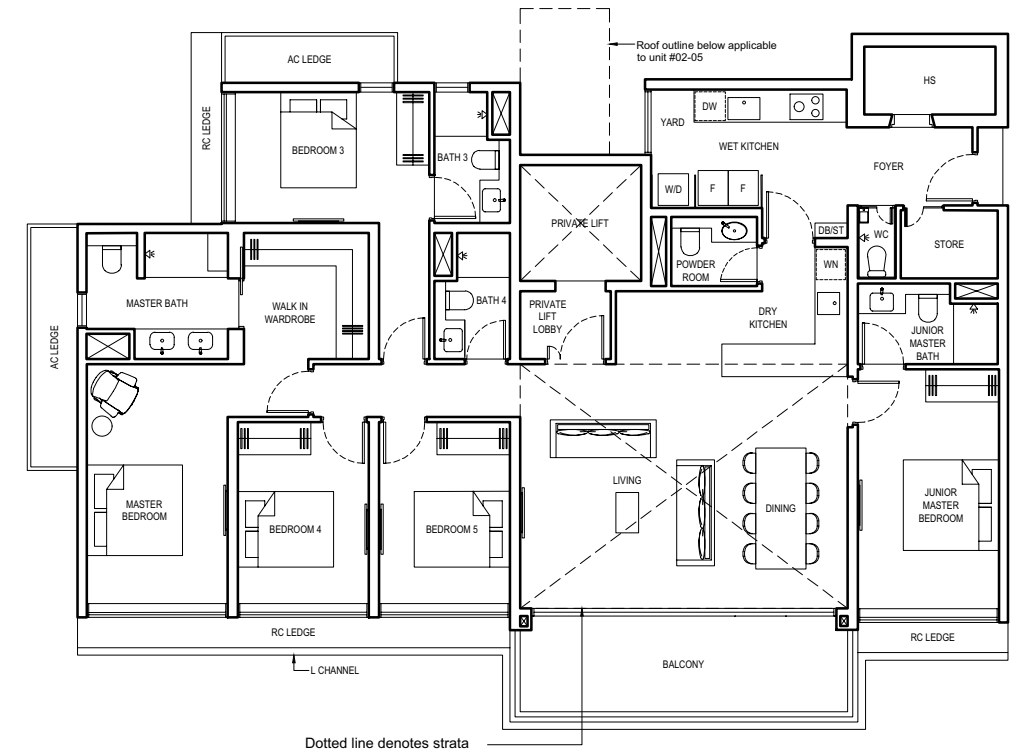 Roof outline below applicable
to unit #02-05
AC LEDGE
HS
RC LEDGE
DW
YARD
WET KITCHEN
BEDROOM 3
BATH 3
FOYER
W/D
F
F
PRIVATE LIFT
DB/ST
WC
STORE
POWDER
ROOM
WN
MASTER BATH
WALK IN
WARDROBE
BATH 4
PRIVATE
LIFT
LOBBY
DRY
KITCHEN
JUNIOR
MASTER
BATH
AC LEDGE
LIVING
MASTER
BEDROOM
BEDROOM 4
BEDROOM 5
DINING
JUNIOR
MASTER
BEDROOM
RC LEDGE
RC LEDGE
L CHANNEL
BALCONY
Dotted line denotes strata